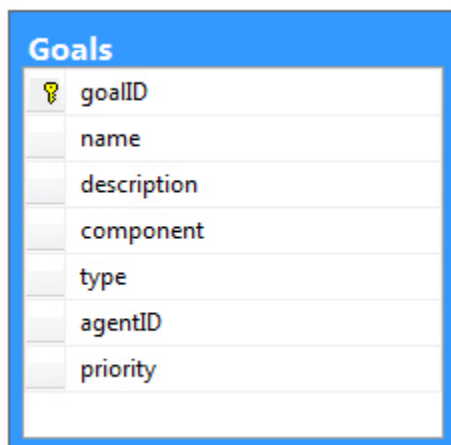 Goals
goalID
name
description
component
type
agentID
priority